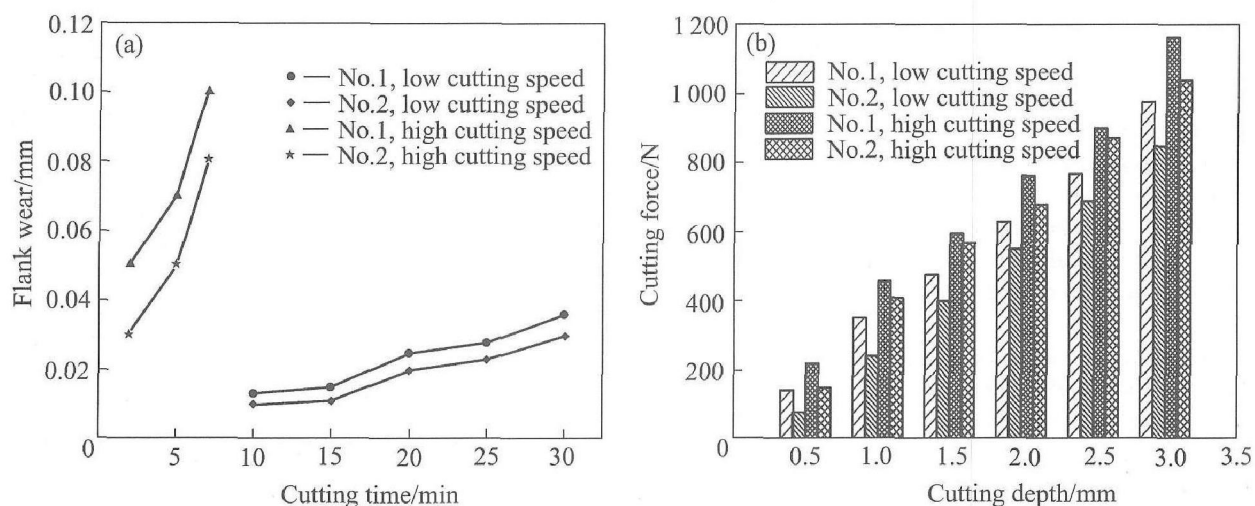 (a)
No.1, low cutting speed
No.2, low cutting speed
No.1, high cutting speed
No.2, high cutting speed
Flank wear/mm
0.12
0.10
0.08
0.06
0.04
0.02
0
5 10 15 20 25 30
Cutting time/min
(b)
No.1, low cutting speed
No.2, low cutting speed
No.1, high cutting speed
No.2, high cutting speed
Cutting force/N
1 200
1 000
800
600
400
200
0
0.5 1.0 1.5 2.0 2.5 3.0 3.5
Cutting depth/mm